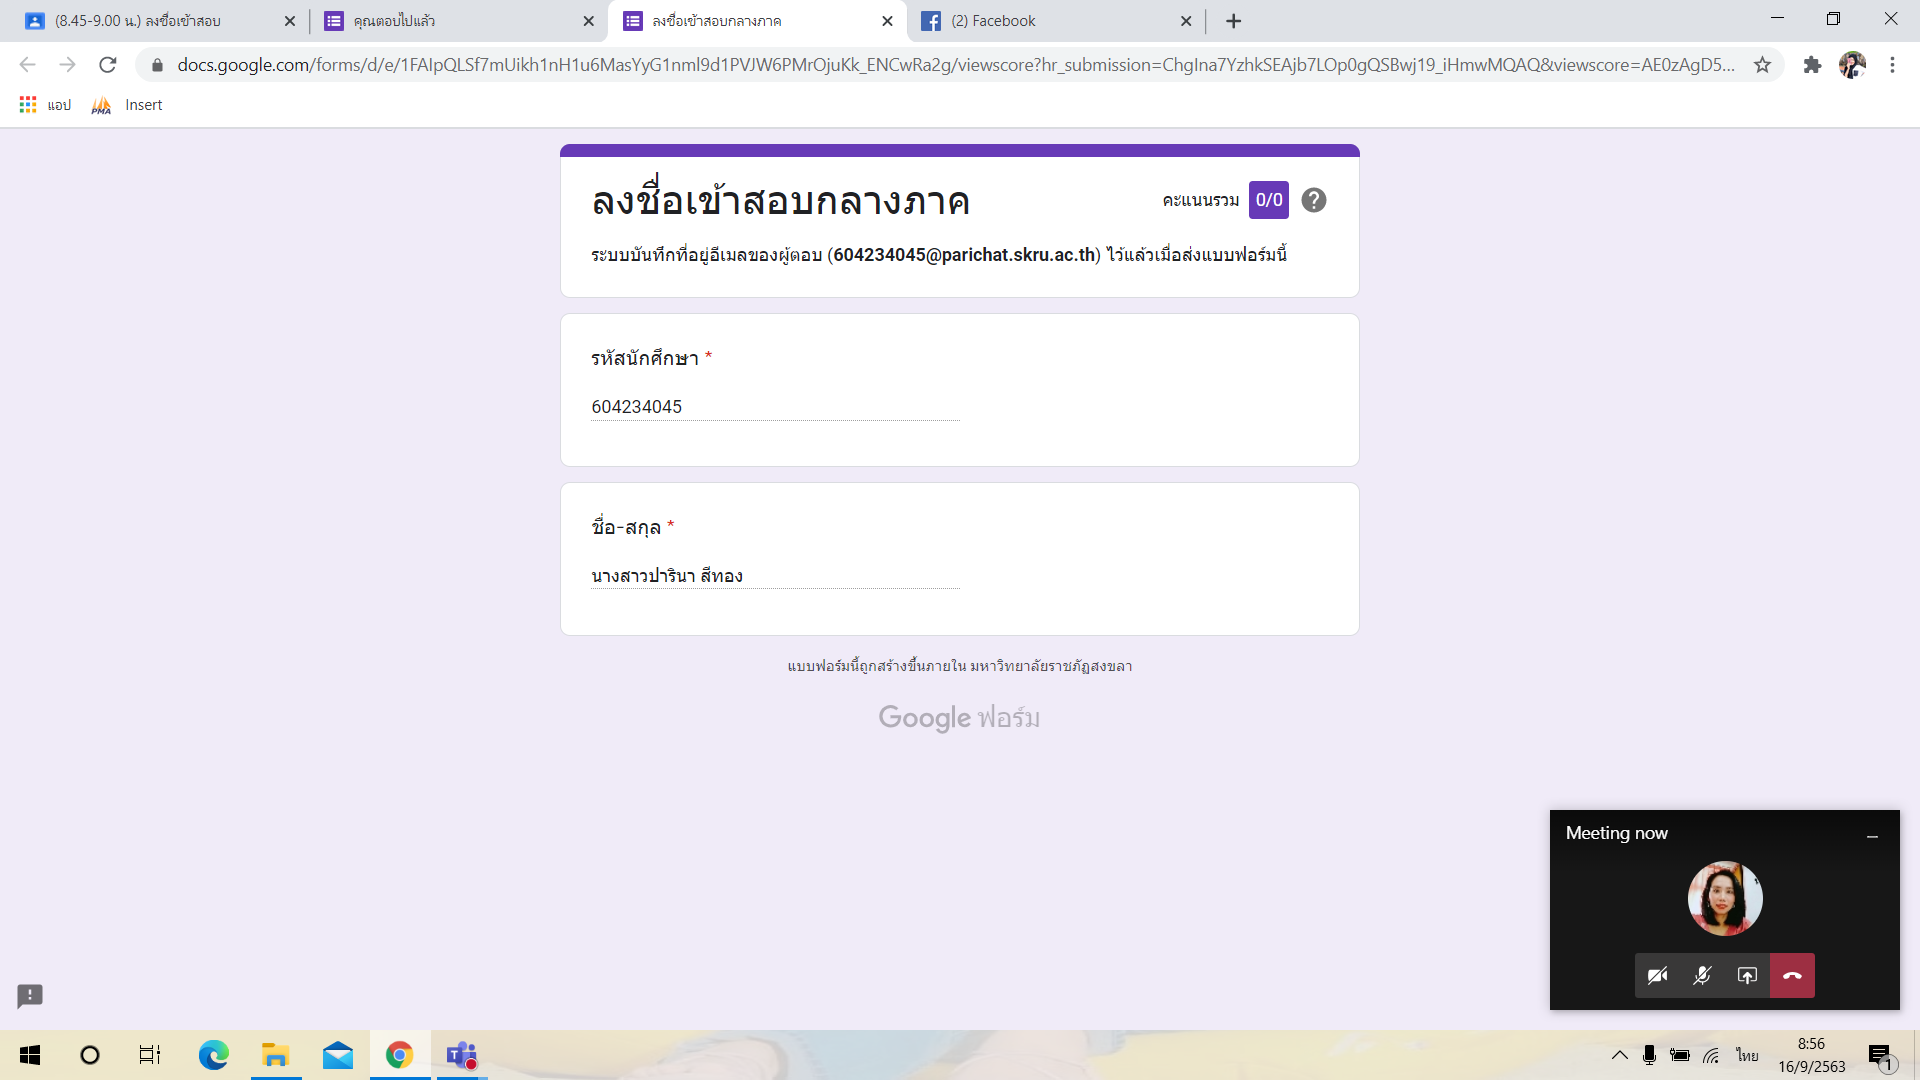 (8.45-9.00 น.) ลงชื่อเข้าสอบ
คุณตอบไปแล้ว
ลงชื่อเข้าสอบกลางภาค
(2) Facebook
docs.google.com/forms/d/e/1FAIpQLSf7mUikh1nH1u6MasYyG1nml9d1PVJW6PMrOjuKk_ENCwRa2g/viewscore?hr_submission=ChgIna7YzhkSEAjb7LOp0gQSBwj19_iHmwMQAQ&viewscore=AE0zAgD5...
แอป
PMA
Insert
ลงชื่อเข้าสอบกลางภาค
คะแนนรวม 0/0
ระบบบันทึกที่อยู่อีเมลของผู้ตอบ (604234045@parichat.skru.ac.th) ไว้แล้วเมื่อส่งแบบฟอร์มนี้
รหัสนักศึกษา *
604234045
ชื่อ-สกุล *
นางสาวปารินา สีทอง
แบบฟอร์มนี้ถูกสร้างขึ้นภายใน มหาวิทยาลัยราชภัฏสงขลา
Google ฟอร์ม
Meeting now
ไทย
8:56
16/9/2563
1